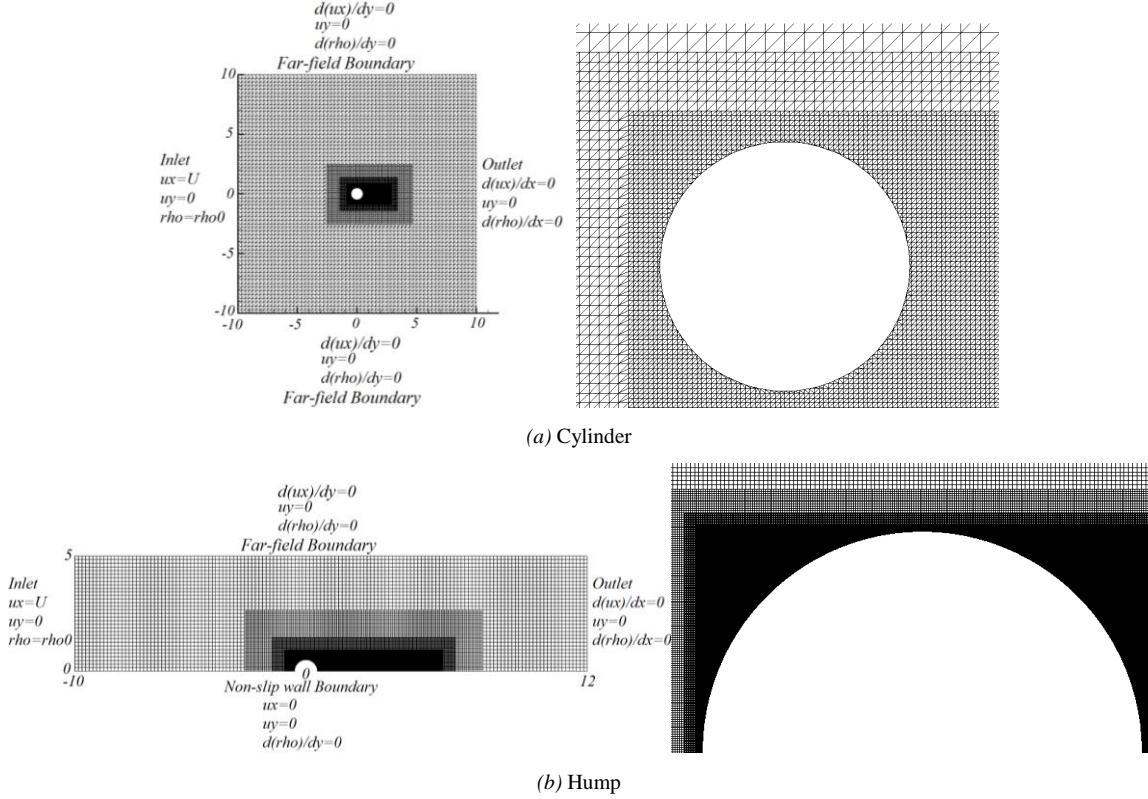 d(ux)/dy=0
uy=0
d(rho)/dy=0
Far-field Boundary
10
5
0
-5
-10
-10
-5
0
5
10
Inlet
ux=U
uy=0
rho=rho0
Outlet
d(ux)/dx=0
uy=0
d(rho)/dx=0
d(ux)/dy=0
uy=0
d(rho)/dy=0
Far-field Boundary
(a) Cylinder
d(ux)/dy=0
uy=0
d(rho)/dy=0
Far-field Boundary
5
0
-10
0
12
Inlet
ux=U
uy=0
rho=rho0
Outlet
d(ux)/dx=0
uy=0
d(rho)/dx=0
Non-slip wall Boundary
ux=0
uy=0
d(rho)/dy=0
(b) Hump